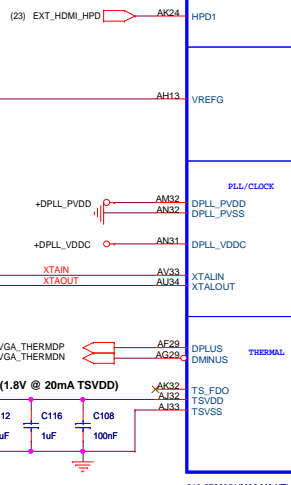 (23) EXT_HDMI_HPD AK24 HPD1
AH13 VREFG
PLL/CLOCK
+DPLL_PVDD AM32 DPLL_PVDD
AN32 DPLL_PVSS
+DPLL_VDDC AN31 DPLL_VDDC
XTAIN AV33 XTALIN
XTAOUT AU34 XTALOUT
VGA_THERMDP AF29 DPLUS
VGA_THERMDN AG29 DMINUS
THERMAL
(1.8V @ 20mA TSVDD) AK32 TS_FDO
AJ32 TSVDD
AJ33 TSVSS
12 C116 C108
uF 1uF 100nF